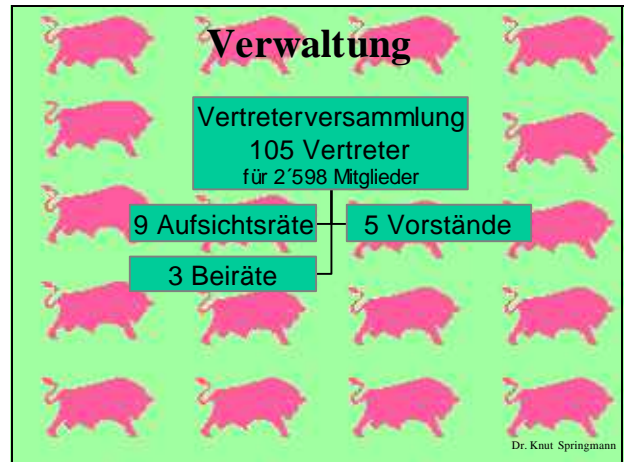 Verwaltung
Vertreterversammlung
105 Vertreter
für 2´598 Mitglieder
9 Aufsichtsräte
5 Vorstände
3 Beiräte
Dr. Knut Springmann